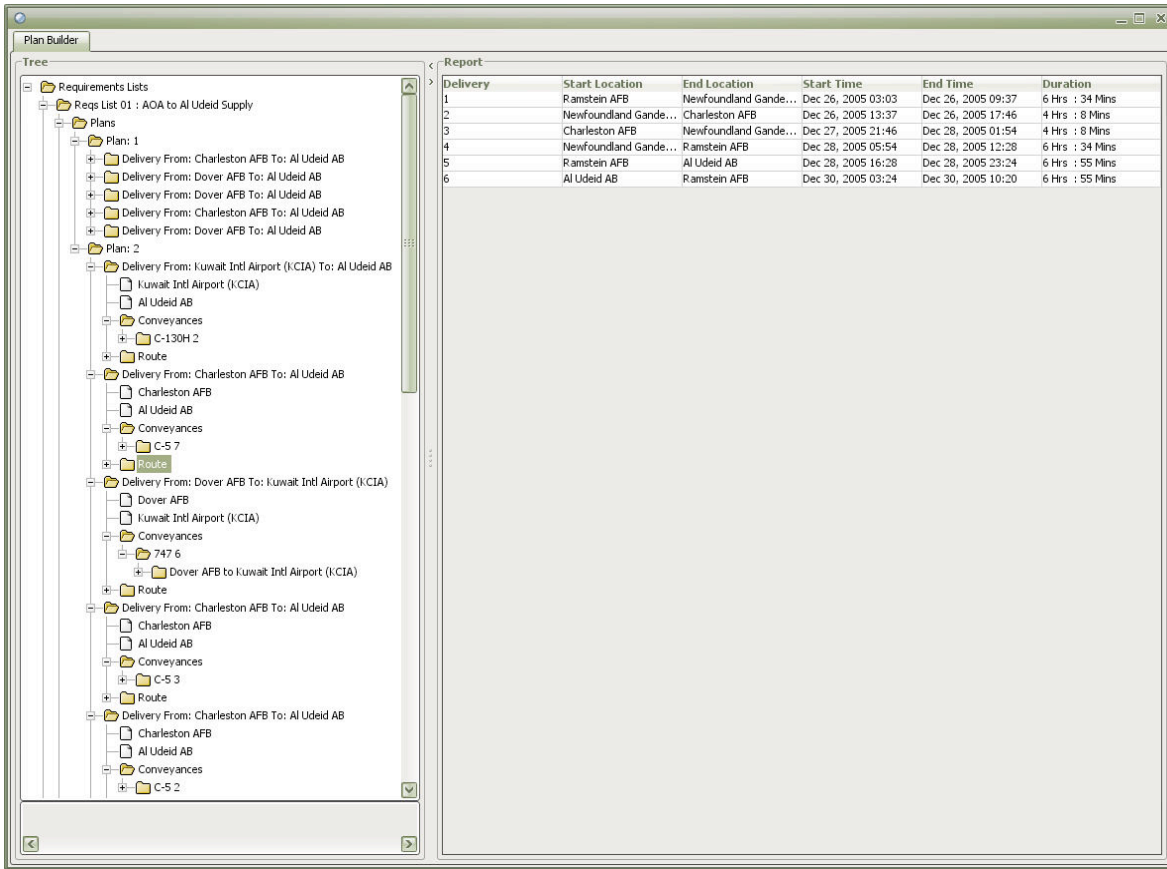 Plan Builder
Tree
Requirements Lists
Reqs List 01 : AOA to Al Udeid Supply
Plans
Plan: 1
Delivery From: Charleston AFB To: Al Udeid AB
Delivery From: Dover AFB To: Al Udeid AB
Delivery From: Dover AFB To: Al Udeid AB
Delivery From: Charleston AFB To: Al Udeid AB
Delivery From: Dover AFB To: Al Udeid AB
Plan: 2
Delivery From: Kuwait Intl Airport (KCIA) To: Al Udeid AB
Kuwait Intl Airport (KCIA)
Al Udeid AB
Conveyances
C-130H 2
Route
Delivery From: Charleston AFB To: Al Udeid AB
Charleston AFB
Al Udeid AB
Conveyances
C-5 7
Route
Delivery From: Dover AFB To: Kuwait Intl Airport (KCIA)
Dover AFB
Kuwait Intl Airport (KCIA)
Conveyances
747 6
Dover AFB to Kuwait Intl Airport (KCIA)
Route
Delivery From: Charleston AFB To: Al Udeid AB
Charleston AFB
Al Udeid AB
Conveyances
C-5 3
Route
Delivery From: Charleston AFB To: Al Udeid AB
Charleston AFB
Al Udeid AB
Conveyances
C-5 2
Report
Delivery Start Location End Location Start Time End Time Duration
1 Ramstein AFB Newfoundland Gande... Dec 26, 2005 03:03 Dec 26, 2005 09:37 6 Hrs : 34 Mins
2 Newfoundland Gande... Charleston AFB Dec 26, 2005 13:37 Dec 26, 2005 17:46 4 Hrs : 8 Mins
3 Charleston AFB Newfoundland Gande... Dec 27, 2005 21:46 Dec 28, 2005 01:54 4 Hrs : 8 Mins
4 Newfoundland Gande... Ramstein AFB Dec 28, 2005 05:54 Dec 28, 2005 12:28 6 Hrs : 34 Mins
5 Ramstein AFB Al Udeid AB Dec 28, 2005 16:28 Dec 28, 2005 23:24 6 Hrs : 55 Mins
6 Al Udeid AB Ramstein AFB Dec 30, 2005 03:24 Dec 30, 2005 10:20 6 Hrs : 55 Mins